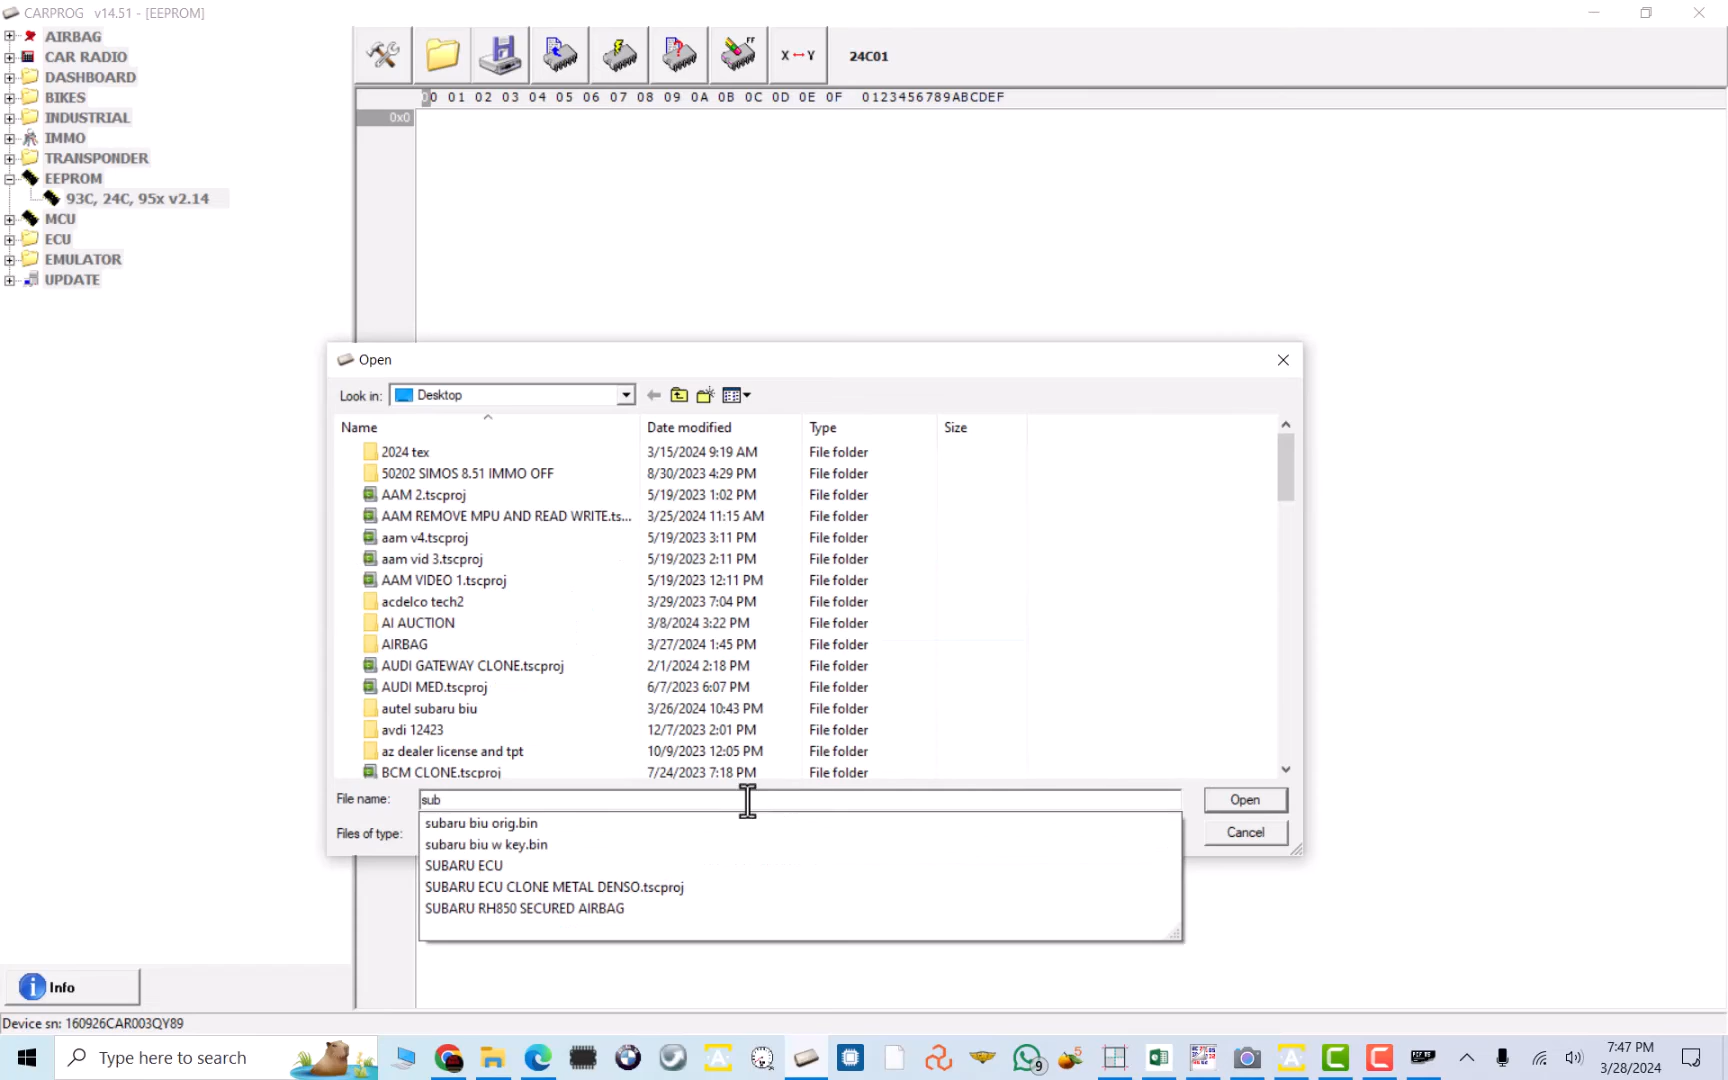 CARPROG v14.51 - [EEPROM]
AIRBAG
CAR RADIO
DASHBOARD
BIKES
INDUSTRIAL
IMMO
TRANSPONDER
EEPROM
93C, 24C, 95x v2.14
MCU
ECU
EMULATOR
UPDATE
FF
X Y
24C01
00 01 02 03 04 05 06 07 08 09 0A 0B 0C 0D 0E 0F 0123456789ABCDEF
0x0
Open
Look in: Desktop
Name Date modified Type Size
2024 tex 3/15/2024 9:19 AM File folder
50202 SIMOS 8.51 IMMO OFF 8/30/2023 4:29 PM File folder
AAM 2.tscproj 5/19/2023 1:02 PM File folder
AAM REMOVE MPU AND READ WRITE.ts... 3/25/2024 11:15 AM File folder
aam v4.tscproj 5/19/2023 3:11 PM File folder
aam vid 3.tscproj 5/19/2023 2:11 PM File folder
AAM VIDEO 1.tscproj 5/19/2023 12:11 PM File folder
acdelco tech2 3/29/2023 7:04 PM File folder
AI AUCTION 3/8/2024 3:22 PM File folder
AIRBAG 3/27/2024 1:45 PM File folder
AUDI GATEWAY CLONE.tscproj 2/1/2024 2:18 PM File folder
AUDI MED.tscproj 6/7/2023 6:07 PM File folder
autel subaru biu 3/26/2024 10:43 PM File folder
avdi 12423 12/7/2023 2:01 PM File folder
az dealer license and tpt 10/9/2023 12:05 PM File folder
BCM CLONE.tscproj 7/24/2023 7:18 PM File folder
File name: sub Open
Files of type: Cancel
subaru biu orig.bin
subaru biu w key.bin
SUBARU ECU
SUBARU ECU CLONE METAL DENSO.tscproj
SUBARU RH850 SECURED AIRBAG
Info
Device sn: 160926CAR003QY89
Type here to search
9
7:47 PM
3/28/2024